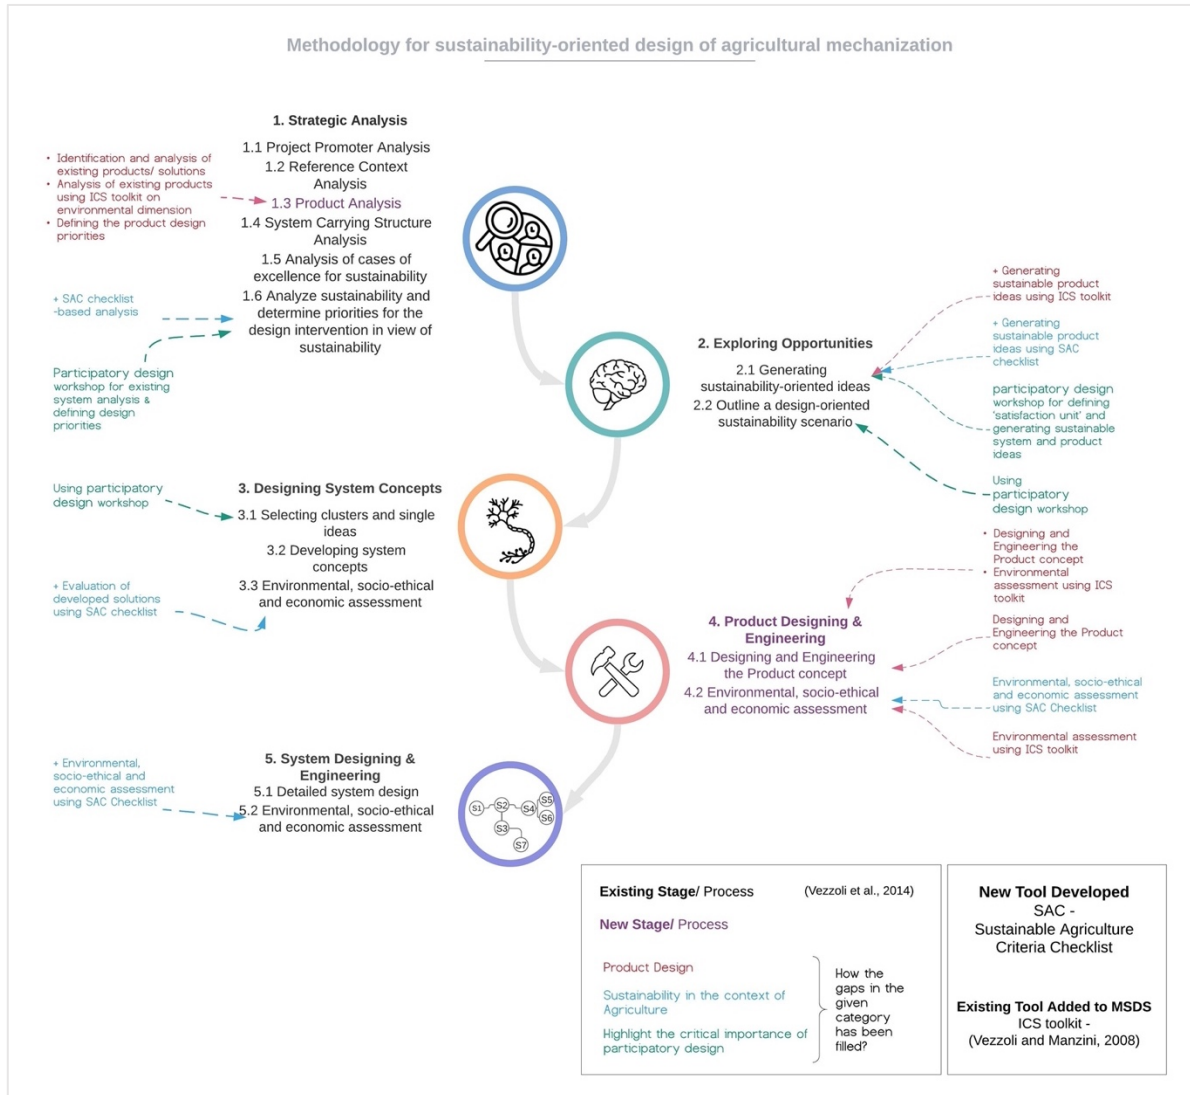 Methodology for sustainability-oriented design of agricultural mechanization
1. Strategic Analysis
1.1 Project Promoter Analysis
1.2 Reference Context
Analysis
1.3 Product Analysis
1.4 System Carrying Structure
Analysis
1.5 Analysis of cases of
excellence for sustainability
1.6 Analyze sustainability and
determine priorities for the
design intervention in view of
sustainability
• Identification and analysis of
existing products/ solutions
• Analysis of existing products
using ICS toolkit on
environmental dimension
• Defining the product design
priorities
+ SAC checklist
-based analysis
Participatory design
workshop for existing
system analysis &
defining design
priorities
2. Exploring Opportunities
2.1 Generating
sustainability-oriented ideas
2.2 Outline a design-oriented
sustainability scenario
+ Generating
sustainable product
ideas using ICS toolkit
+ Generating
sustainable product
ideas using SAC
checklist
participatory design
workshop for defining
'satisfaction unit' and
generating sustainable
system and product
ideas
Using
participatory
design workshop
3. Designing System Concepts
3.1 Selecting clusters and single
ideas
3.2 Developing system
concepts
3.3 Environmental, socio-ethical
and economic assessment
Using participatory
design workshop
+ Evaluation of
developed solutions
using SAC checklist
4. Product Designing &
Engineering
4.1 Designing and Engineering
the Product concept
4.2 Environmental, socio-ethical
and economic assessment
• Designing and
Engineering the
Product concept
• Environmental
assessment using ICS
toolkit
Designing and
Engineering the Product
concept
Environmental, socio-ethical
and economic assessment
using SAC Checklist
Environmental assessment
using ICS toolkit
5. System Designing &
Engineering
5.1 Detailed system design
5.2 Environmental, socio-ethical
and economic assessment
+ Environmental,
socio-ethical and
economic assessment
using SAC Checklist
S1
S2
S3
S4
S5
S6
S7
Existing Stage/ Process (Vezzoli et al., 2014)
New Stage/ Process
Product Design
Sustainability in the context of
Agriculture
Highlight the critical importance of
participatory design
How the
gaps in the
given
category
has been
filled?
New Tool Developed
SAC -
Sustainable Agriculture
Criteria Checklist
Existing Tool Added to MSDS
ICS toolkit -
(Vezzoli and Manzini, 2008)